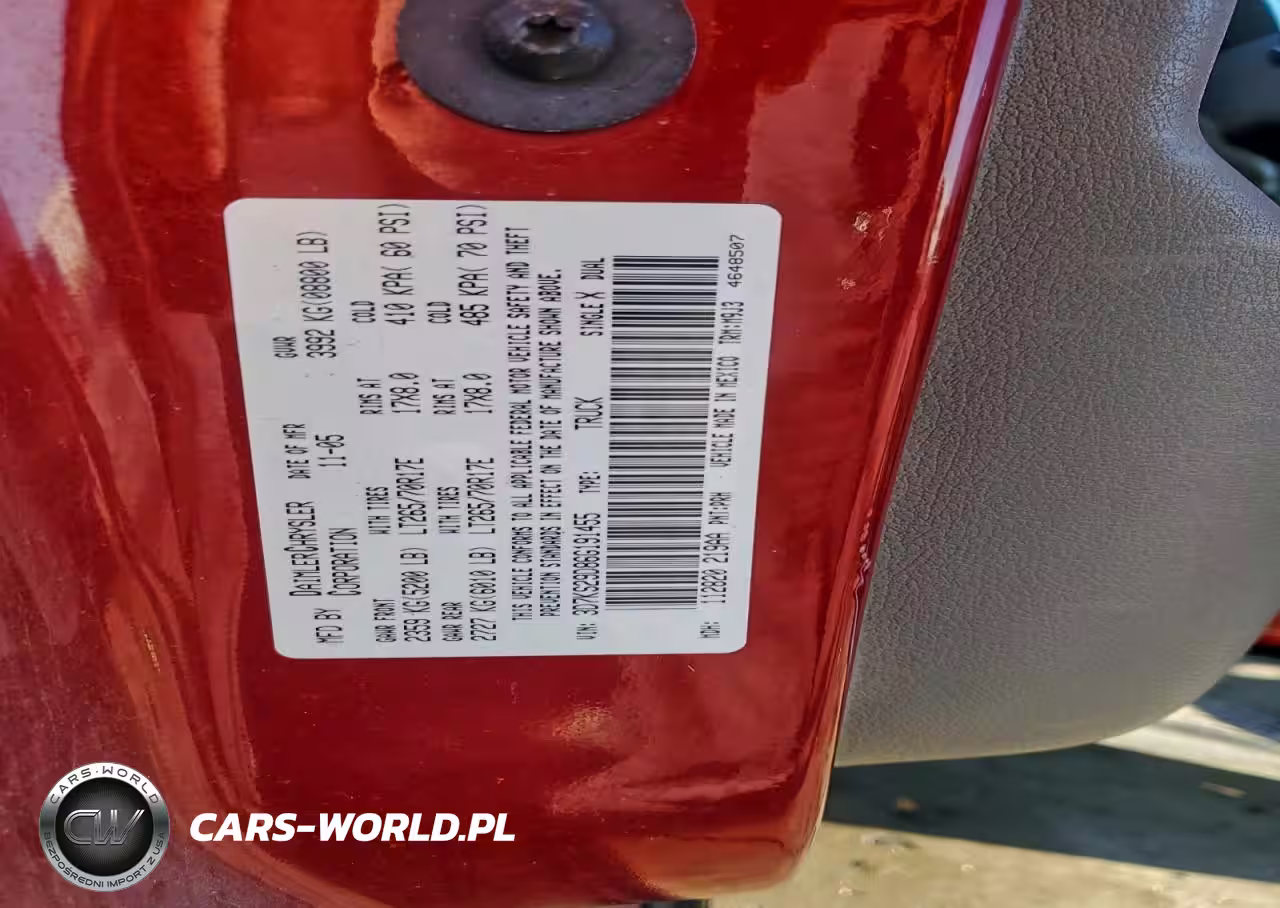 MFD BY DAIMLERCHRYSLER CORPORATION
DATE OF MFR 11-05
GVWR 3992 KG(08800 LB)
GAWR FRONT WITH TIRES RIMS AT COLD
2359 KG(5200 LB) LT265/70R17E 17X8.0 410 KPA( 60 PSI)
GAWR REAR WITH TIRES RIMS AT COLD
2727 KG(6010 LB) LT265/70R17E 17X8.0 485 KPA( 70 PSI)
THIS VEHICLE CONFORMS TO ALL APPLICABLE FEDERAL MOTOR VEHICLE SAFETY AND THEFT
PREVENTION STANDARDS IN EFFECT ON THE DATE OF MANUFACTURE SHOWN ABOVE.
VIN: 3D7KS29D86G191455 TYPE: TRUCK SINGLE X DUAL
MDH: 112820 219AA PNT:PRH VEHICLE MADE IN MEXICO TRM:M9J3 4648507
CARS-WORLD
CW
BEZPOŚREDNI IMPORT Z USA
CARS-WORLD.PL